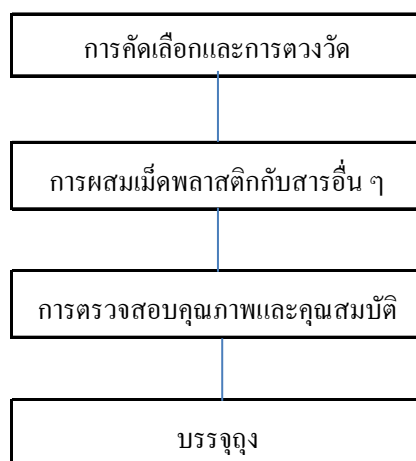 การคัดเลือกและการตวงวัด
การผสมเม็ดพลาสติกกับสารอื่น ๆ
การตรวจสอบคุณภาพและคุณสมบัติ
บรรจุถุง